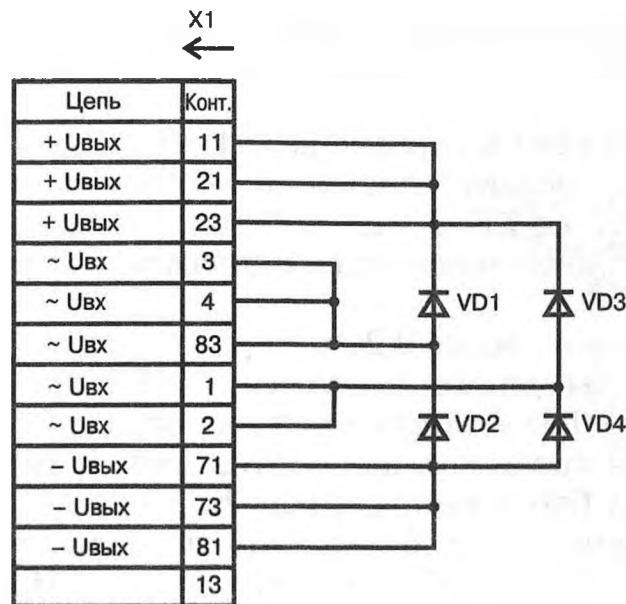 X1
Цепь Конт.
+ Uвых 11
+ Uвых 21
+ Uвых 23
~ Uвх 3
~ Uвх 4
VD1 VD3
~ Uвх 83
~ Uвх 1
~ Uвх 2
VD2 VD4
– Uвых 71
– Uвых 73
– Uвых 81
13